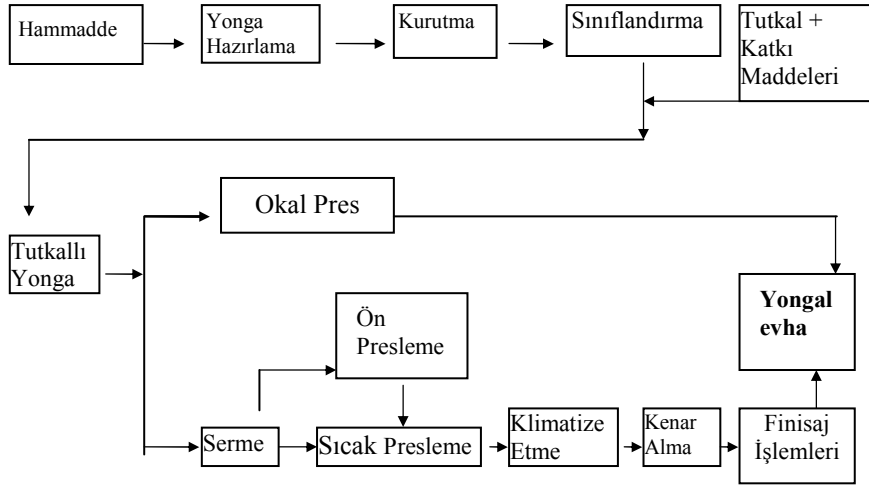 Hammadde
Yonga
Hazırlama
Kurutma
Sınıflandırma
Tutkal +
Katkı
Maddeleri
Okal Pres
Tutkallı
Yonga
Yongal
evha
Ön
Presleme
Serme
Sıcak Presleme
Klimatize
Etme
Kenar
Alma
Finisaj
İşlemleri